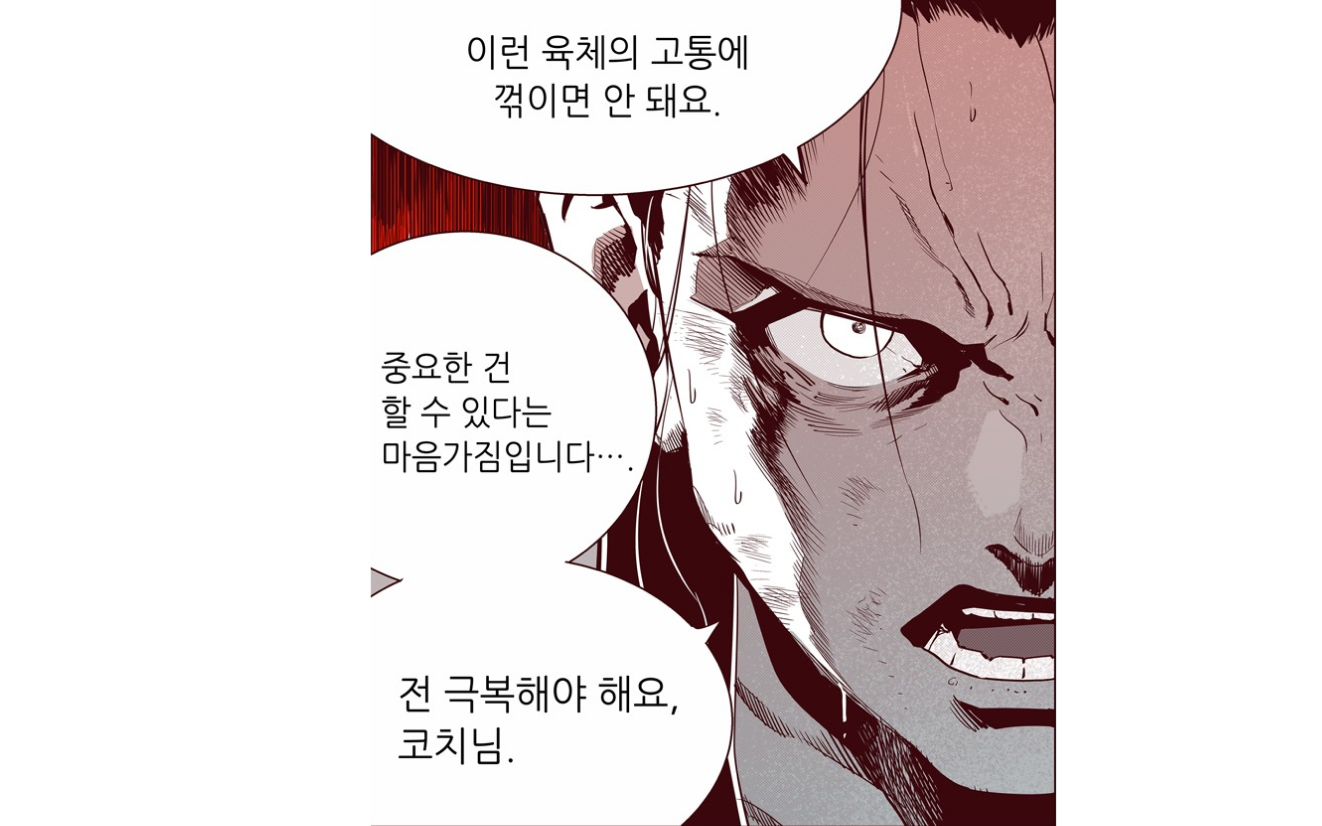 이런 육체의 고통에
꺾이면 안 돼요.
중요한 건
할 수 있다는
마음가짐입니다….
전 극복해야 해요,
코치님.